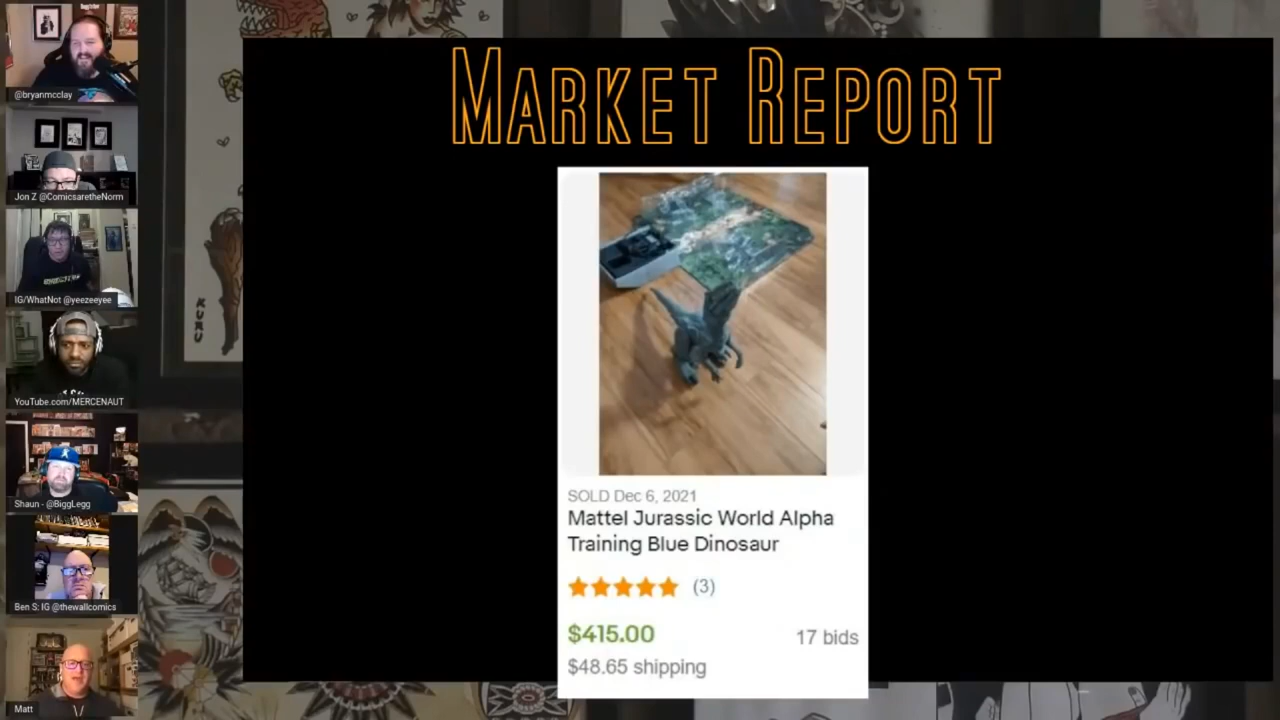 MARKET REPORT
@bryanmcclay
Jon Z @ComicsaretheNorm
IG/WhatNot @yeezeeyee
YouTube.com/MERCENAUT
Shaun - @BiggLegg
Ben S: IG @thewallcomics
Matt
SOLD Dec 6, 2021
Mattel Jurassic World Alpha
Training Blue Dinosaur
(3)
$415.00
17 bids
$48.65 shipping